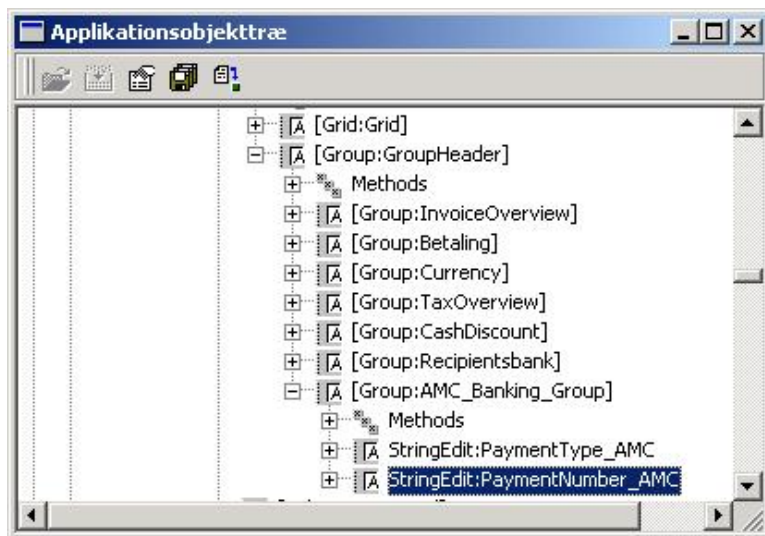 Applikationsobjekttræ
[Grid:Grid]
[Group:GroupHeader]
Methods
[Group:InvoiceOverview]
[Group:Betaling]
[Group:Currency]
[Group:TaxOverview]
[Group:CashDiscount]
[Group:Recipientsbank]
[Group:AMC_Banking_Group]
Methods
StringEdit:PaymentType_AMC
StringEdit:PaymentNumber_AMC